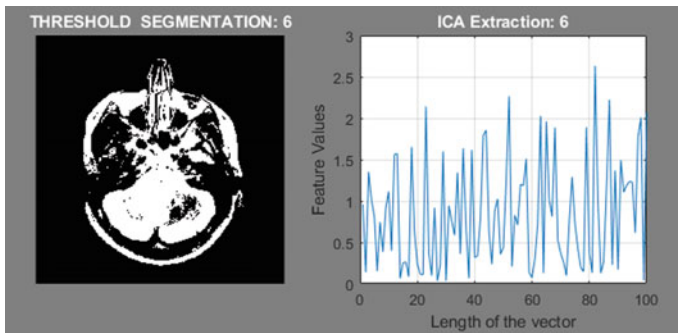 THRESHOLD SEGMENTATION: 6
ICA Extraction: 6
Feature Values
3
2.5
2
1.5
1
0.5
0
0 20 40 60 80 100
Length of the vector